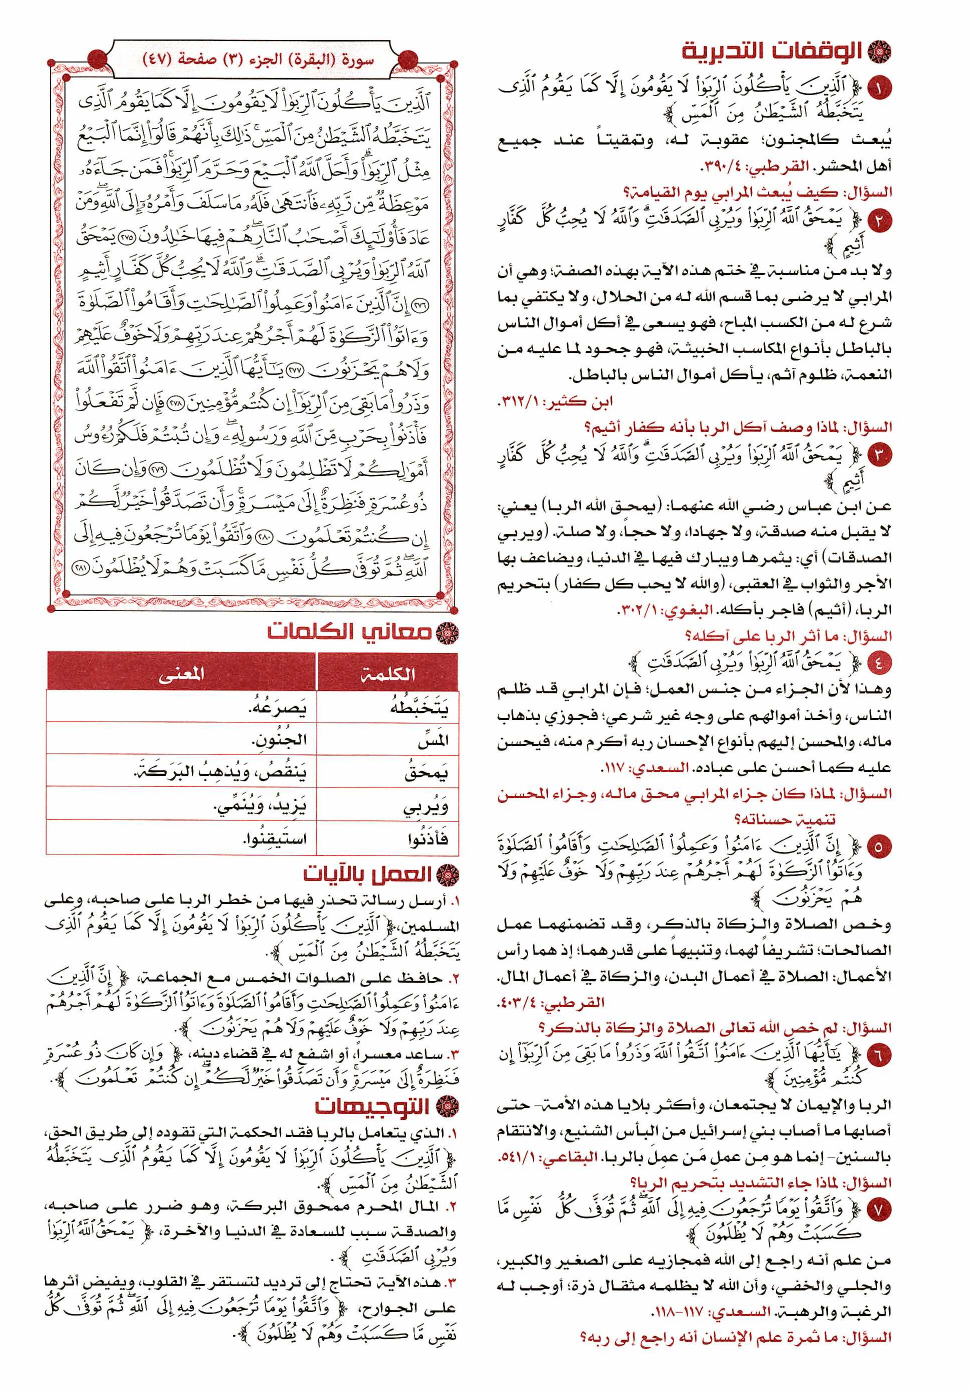 الوقفات التدبرية
١ ﴿ ٱلَّذِينَ يَأْكُلُونَ ٱلرِّبَوٰا۟ لَا يَقُومُونَ إِلَّا كَمَا يَقُومُ ٱلَّذِى
يَتَخَبَّطُهُ ٱلشَّيْطَٰنُ مِنَ ٱلْمَسِّ ﴾
يُبعث كالمجنون؛ عقوبة له، وتمقيتاً عند جميع
أهل المحشر. القرطبي: ٣٩٠/٤.
السؤال: كيف يُبعث المرابي يوم القيامة؟
٢ ﴿ يَمْحَقُ ٱللَّهُ ٱلرِّبَوٰا۟ وَيُرْبِى ٱلصَّدَقَٰتِ ۗ وَٱللَّهُ لَا يُحِبُّ كُلَّ كَفَّارٍ
أَثِيمٍ ﴾
ولا بد من مناسبة في ختم هذه الآية بهذه الصفة؛ وهي أن
المرابي لا يرضى بما قسم الله له من الحلال، ولا يكتفي بما
شرع له من الكسب المباح، فهو يسعى في أكل أموال الناس
بالباطل بأنواع المكاسب الخبيثة، فهو جحود لما عليه من
النعمة، ظلوم آثم، يأكل أموال الناس بالباطل.
ابن كثير: ٣١٢/١.
السؤال: لماذا وصف آكل الربا بأنه كفار أثيم؟
٣ ﴿ يَمْحَقُ ٱللَّهُ ٱلرِّبَوٰا۟ وَيُرْبِى ٱلصَّدَقَٰتِ ۗ وَٱللَّهُ لَا يُحِبُّ كُلَّ كَفَّارٍ
أَثِيمٍ ﴾
عن ابن عباس رضي الله عنهما: (يمحق الله الربا) يعني:
لا يقبل منه صدقة، ولا جهادا، ولا حجاً، ولا صلة. (ويربي
الصدقات) أي: يثمرها ويبارك فيها في الدنيا، ويضاعف بها
الأجر والثواب في العقبى، (والله لا يحب كل كفار) بتحريم
الربا، (أثيم) فاجر بأكله. البغوي: ٣٠٢/١.
السؤال: ما أثر الربا على آكله؟
٤ ﴿ يَمْحَقُ ٱللَّهُ ٱلرِّبَوٰا۟ وَيُرْبِى ٱلصَّدَقَٰتِ ﴾
وهذا لأن الجزاء من جنس العمل؛ فإن المرابي قد ظلم
الناس، وأخذ أموالهم على وجه غير شرعي؛ فجوزي بذهاب
ماله، والمحسن إليهم بأنواع الإحسان ربه أكرم منه، فيحسن
عليه كما أحسن على عباده. السعدي: ١١٧.
السؤال: لماذا كان جزاء المرابي محق ماله، وجزاء المحسن
تنمية حسناته؟
٥ ﴿ إِنَّ ٱلَّذِينَ ءَامَنُوا۟ وَعَمِلُوا۟ ٱلصَّٰلِحَٰتِ وَأَقَامُوا۟ ٱلصَّلَوٰةَ
وَءَاتَوُا۟ ٱلزَّكَوٰةَ لَهُمْ أَجْرُهُمْ عِندَ رَبِّهِمْ وَلَا خَوْفٌ عَلَيْهِمْ وَلَا
هُمْ يَحْزَنُونَ ﴾
وخص الصلاة والزكاة بالذكر، وقد تضمنهما عمل
الصالحات؛ تشريفاً لهما، وتنبيهاً على قدرهما؛ إذ هما رأس
الأعمال: الصلاة في أعمال البدن، والزكاة في أعمال المال.
القرطبي: ٤٠٣/٤.
السؤال: لم خص الله تعالى الصلاة والزكاة بالذكر؟
٦ ﴿ يَٰٓأَيُّهَا ٱلَّذِينَ ءَامَنُوا۟ ٱتَّقُوا۟ ٱللَّهَ وَذَرُوا۟ مَا بَقِىَ مِنَ ٱلرِّبَوٰٓا۟ إِن
كُنتُم مُّؤْمِنِينَ ﴾
الربا والإيمان لا يجتمعان، وأكثر بلايا هذه الأمة- حتى
أصابها ما أصاب بني إسرائيل من البأس الشنيع، والانتقام
بالسنين- إنما هو مِن عملِ مَن عمِلَ بالربا. البقاعي: ٥٤١/١.
السؤال: لماذا جاء التشديد بتحريم الربا؟
٧ ﴿ وَٱتَّقُوا۟ يَوْمًا تُرْجَعُونَ فِيهِ إِلَى ٱللَّهِ ۖ ثُمَّ تُوَفَّىٰ كُلُّ نَفْسٍ مَّا
كَسَبَتْ وَهُمْ لَا يُظْلَمُونَ ﴾
من علم أنه راجع إلى الله فمجازيه على الصغير والكبير،
والجلي والخفي، وأن الله لا يظلمه مثقال ذرة؛ أوجب له
الرغبة والرهبة. السعدي: ١١٧-١١٨.
السؤال: ما ثمرة علم الإنسان أنه راجع إلى ربه؟
سورة (البقرة) الجزء (٣) صفحة (٤٧)
ٱلَّذِينَ يَأْكُلُونَ ٱلرِّبَوٰا۟ لَا يَقُومُونَ إِلَّا كَمَا يَقُومُ ٱلَّذِى
يَتَخَبَّطُهُ ٱلشَّيْطَٰنُ مِنَ ٱلْمَسِّ ۚ ذَٰلِكَ بِأَنَّهُمْ قَالُوٓا۟ إِنَّمَا ٱلْبَيْعُ
مِثْلُ ٱلرِّبَوٰا۟ ۗ وَأَحَلَّ ٱللَّهُ ٱلْبَيْعَ وَحَرَّمَ ٱلرِّبَوٰا۟ ۚ فَمَن جَآءَهُۥ
مَوْعِظَةٌ مِّن رَّبِّهِۦ فَٱنتَهَىٰ فَلَهُۥ مَا سَلَفَ وَأَمْرُهُۥٓ إِلَى ٱللَّهِ ۖ وَمَنْ
عَادَ فَأُو۟لَٰٓئِكَ أَصْحَٰبُ ٱلنَّارِ ۖ هُمْ فِيهَا خَٰلِدُونَ ٢٧٥ يَمْحَقُ
ٱللَّهُ ٱلرِّبَوٰا۟ وَيُرْبِى ٱلصَّدَقَٰتِ ۗ وَٱللَّهُ لَا يُحِبُّ كُلَّ كَفَّارٍ أَثِيمٍ
٢٧٦ إِنَّ ٱلَّذِينَ ءَامَنُوا۟ وَعَمِلُوا۟ ٱلصَّٰلِحَٰتِ وَأَقَامُوا۟ ٱلصَّلَوٰةَ
وَءَاتَوُا۟ ٱلزَّكَوٰةَ لَهُمْ أَجْرُهُمْ عِندَ رَبِّهِمْ وَلَا خَوْفٌ عَلَيْهِمْ
وَلَا هُمْ يَحْزَنُونَ ٢٧٧ يَٰٓأَيُّهَا ٱلَّذِينَ ءَامَنُوا۟ ٱتَّقُوا۟ ٱللَّهَ
وَذَرُوا۟ مَا بَقِىَ مِنَ ٱلرِّبَوٰٓا۟ إِن كُنتُم مُّؤْمِنِينَ ٢٧٨ فَإِن لَّمْ تَفْعَلُوا۟
فَأْذَنُوا۟ بِحَرْبٍ مِّنَ ٱللَّهِ وَرَسُولِهِۦ ۖ وَإِن تُبْتُمْ فَلَكُمْ رُءُوسُ
أَمْوَٰلِكُمْ لَا تَظْلِمُونَ وَلَا تُظْلَمُونَ ٢٧٩ وَإِن كَانَ
ذُو عُسْرَةٍ فَنَظِرَةٌ إِلَىٰ مَيْسَرَةٍ ۚ وَأَن تَصَدَّقُوا۟ خَيْرٌ لَّكُمْ ۖ
إِن كُنتُمْ تَعْلَمُونَ ٢٨٠ وَٱتَّقُوا۟ يَوْمًا تُرْجَعُونَ فِيهِ إِلَى
ٱللَّهِ ۖ ثُمَّ تُوَفَّىٰ كُلُّ نَفْسٍ مَّا كَسَبَتْ وَهُمْ لَا يُظْلَمُونَ ٢٨١
معاني الكلمات
الكلمة المعنى
يَتَخَبَّطُهُ يَصرَعُهُ.
المَسِّ الجُنُونِ.
يَمحَقُ يَنقُصُ، وَيُذهِبُ البَرَكَةَ.
وَيُربِي يَزِيدُ، وَيُنَمِّي.
فَأذَنُوا استَيقِنُوا.
العمل بالآيات
١. أرسل رسالة تحذر فيها من خطر الربا على صاحبه، وعلى
المسلمين، ﴿ ٱلَّذِينَ يَأْكُلُونَ ٱلرِّبَوٰا۟ لَا يَقُومُونَ إِلَّا كَمَا يَقُومُ ٱلَّذِى
يَتَخَبَّطُهُ ٱلشَّيْطَٰنُ مِنَ ٱلْمَسِّ ﴾.
٢. حافظ على الصلوات الخمس مع الجماعة، ﴿ إِنَّ ٱلَّذِينَ
ءَامَنُوا۟ وَعَمِلُوا۟ ٱلصَّٰلِحَٰتِ وَأَقَامُوا۟ ٱلصَّلَوٰةَ وَءَاتَوُا۟ ٱلزَّكَوٰةَ لَهُمْ أَجْرُهُمْ
عِندَ رَبِّهِمْ وَلَا خَوْفٌ عَلَيْهِمْ وَلَا هُمْ يَحْزَنُونَ ﴾.
٣. ساعد معسراً، أو اشفع له في قضاء دينه، ﴿ وَإِن كَانَ ذُو عُسْرَةٍ
فَنَظِرَةٌ إِلَىٰ مَيْسَرَةٍ ۚ وَأَن تَصَدَّقُوا۟ خَيْرٌ لَّكُمْ ۖ إِن كُنتُمْ تَعْلَمُونَ ﴾.
التوجيهات
١. الذي يتعامل بالربا فقد الحكمة التي تقوده إلى طريق الحق،
﴿ ٱلَّذِينَ يَأْكُلُونَ ٱلرِّبَوٰا۟ لَا يَقُومُونَ إِلَّا كَمَا يَقُومُ ٱلَّذِى يَتَخَبَّطُهُ
ٱلشَّيْطَٰنُ مِنَ ٱلْمَسِّ ﴾.
٢. المال المحرم ممحوق البركة، وهو ضرر على صاحبه،
والصدقة سبب للسعادة في الدنيا والآخرة، ﴿ يَمْحَقُ ٱللَّهُ ٱلرِّبَوٰا۟
وَيُرْبِى ٱلصَّدَقَٰتِ ﴾.
٣. هذه الآية تحتاج إلى ترديد لتستقر في القلوب، ويفيض أثرها
على الجوارح، ﴿ وَٱتَّقُوا۟ يَوْمًا تُرْجَعُونَ فِيهِ إِلَى ٱللَّهِ ۖ ثُمَّ تُوَفَّىٰ كُلُّ
نَفْسٍ مَّا كَسَبَتْ وَهُمْ لَا يُظْلَمُونَ ﴾.